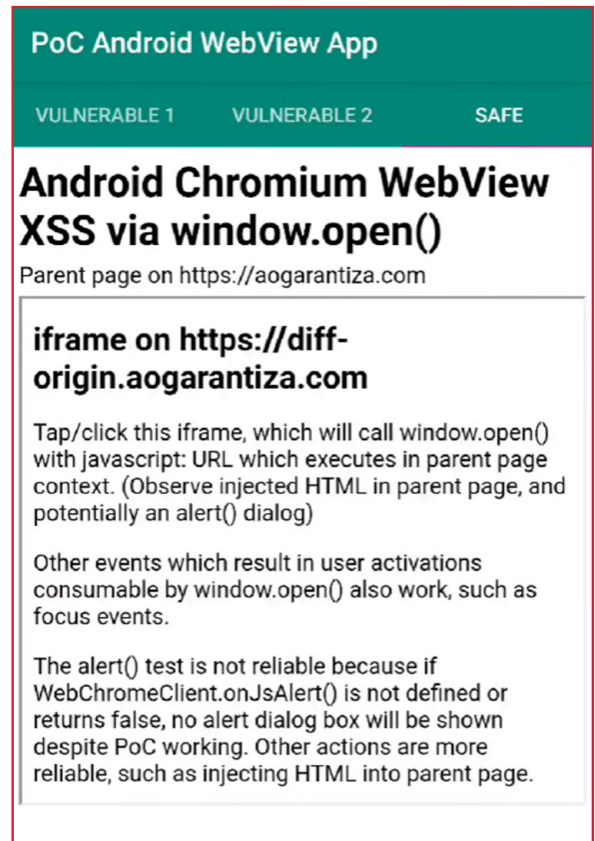 PoC Android WebView App
VULNERABLE 1 VULNERABLE 2 SAFE
Android Chromium WebView
XSS via window.open()
Parent page on https://aogarantiza.com
iframe on https://diff-
origin.aogarantiza.com
Tap/click this iframe, which will call window.open()
with javascript: URL which executes in parent page
context. (Observe injected HTML in parent page, and
potentially an alert() dialog)
Other events which result in user activations
consumable by window.open() also work, such as
focus events.
The alert() test is not reliable because if
WebChromeClient.onJsAlert() is not defined or
returns false, no alert dialog box will be shown
despite PoC working. Other actions are more
reliable, such as injecting HTML into parent page.